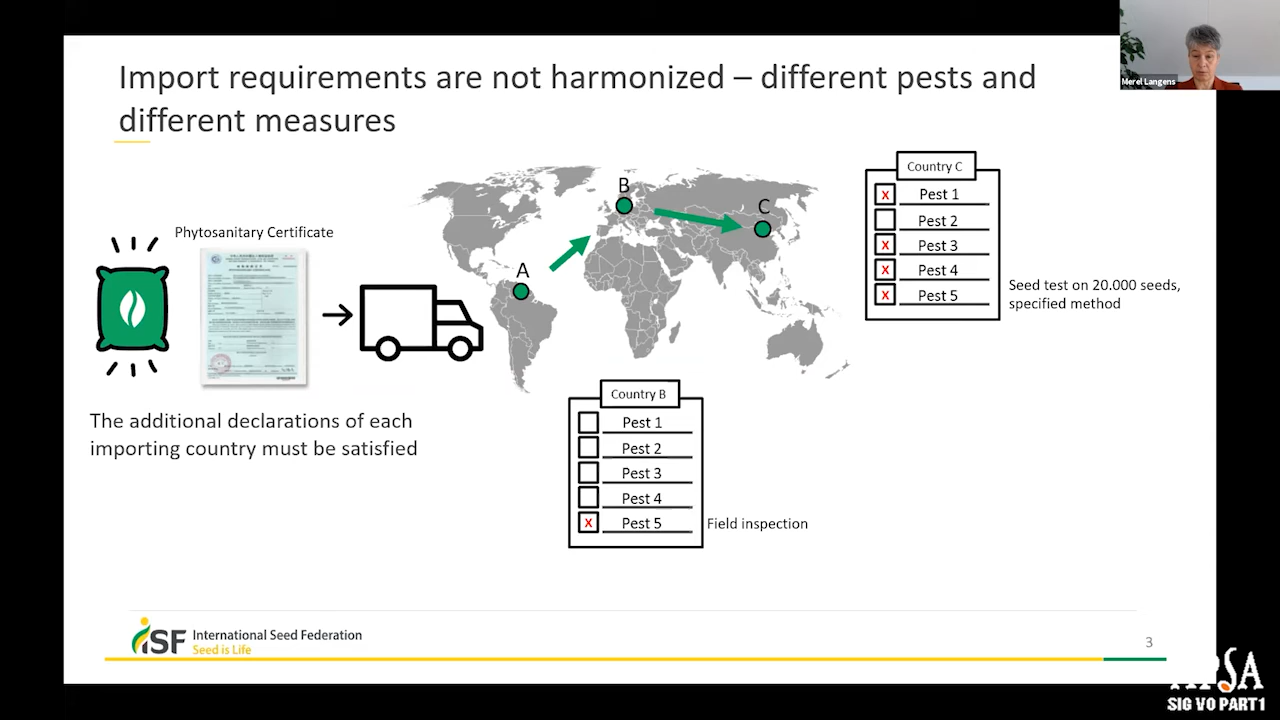 Import requirements are not harmonized – different pests and
different measures
Merel Langens
Phytosanitary Certificate
A
B
C
Country C
x Pest 1
Pest 2
x Pest 3
x Pest 4
x Pest 5
Seed test on 20.000 seeds,
specified method
The additional declarations of each
importing country must be satisfied
Country B
Pest 1
Pest 2
Pest 3
Pest 4
x Pest 5
Field inspection
iSF International Seed Federation
Seed is Life
3
APSA
SIG VO PART1